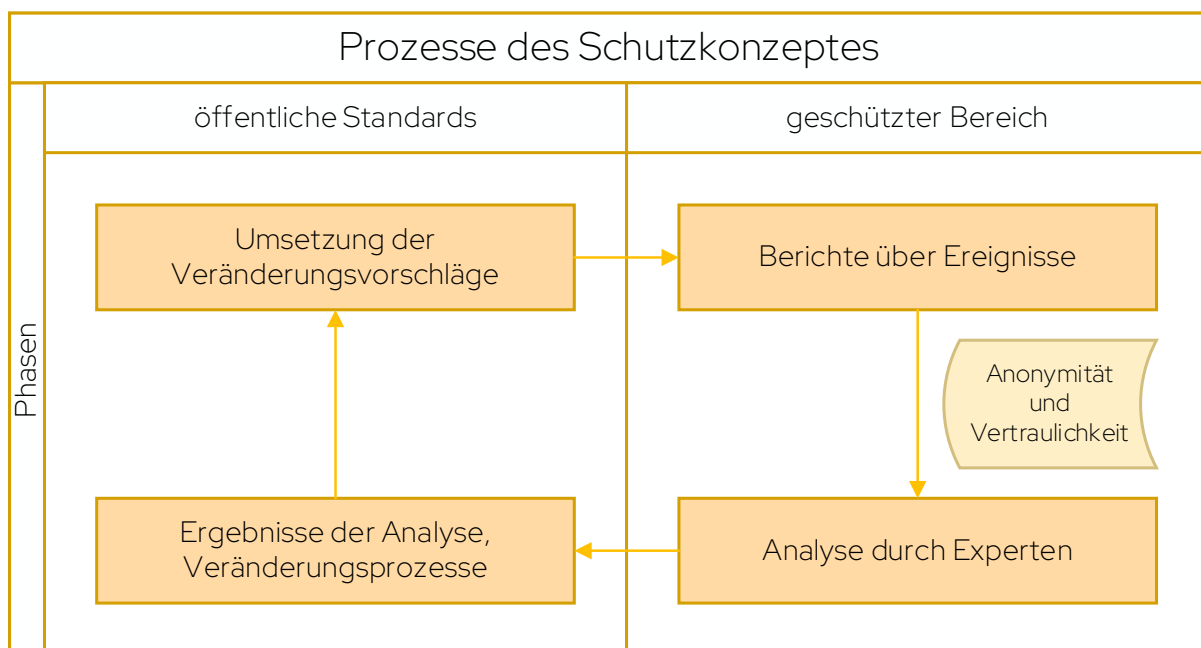 Prozesse des Schutzkonzeptes
öffentliche Standards
geschützter Bereich
Phasen
Umsetzung der
Veränderungsvorschläge
Berichte über Ereignisse
Anonymität
und
Vertraulichkeit
Ergebnisse der Analyse,
Veränderungsprozesse
Analyse durch Experten